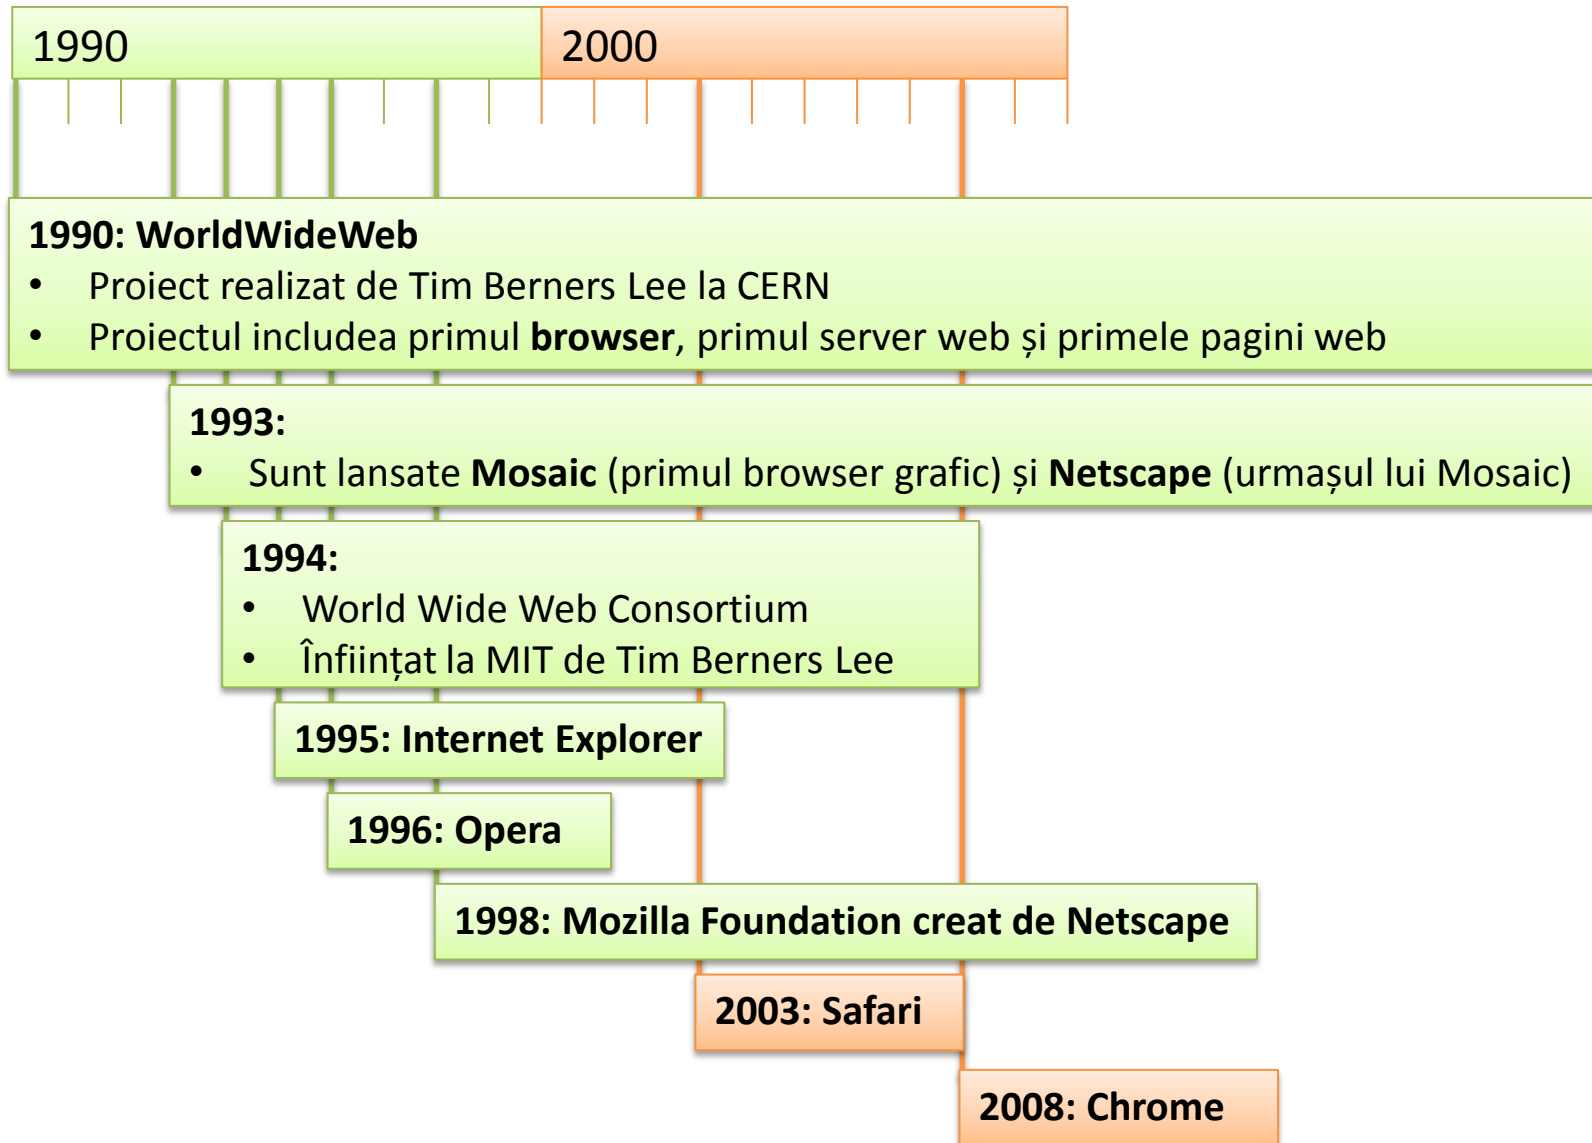 1990
2000
1990: WorldWideWeb
• Proiect realizat de Tim Berners Lee la CERN
• Proiectul includea primul browser, primul server web și primele pagini web
1993:
• Sunt lansate Mosaic (primul browser grafic) și Netscape (urmașul lui Mosaic)
1994:
• World Wide Web Consortium
• Înființat la MIT de Tim Berners Lee
1995: Internet Explorer
1996: Opera
1998: Mozilla Foundation creat de Netscape
2003: Safari
2008: Chrome